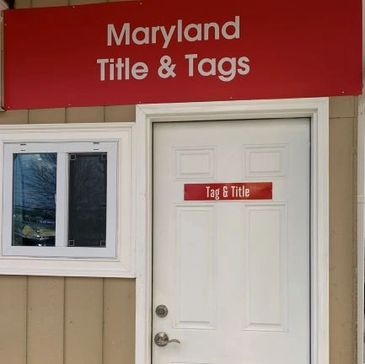 Maryland
Title & Tags
Tag & Title